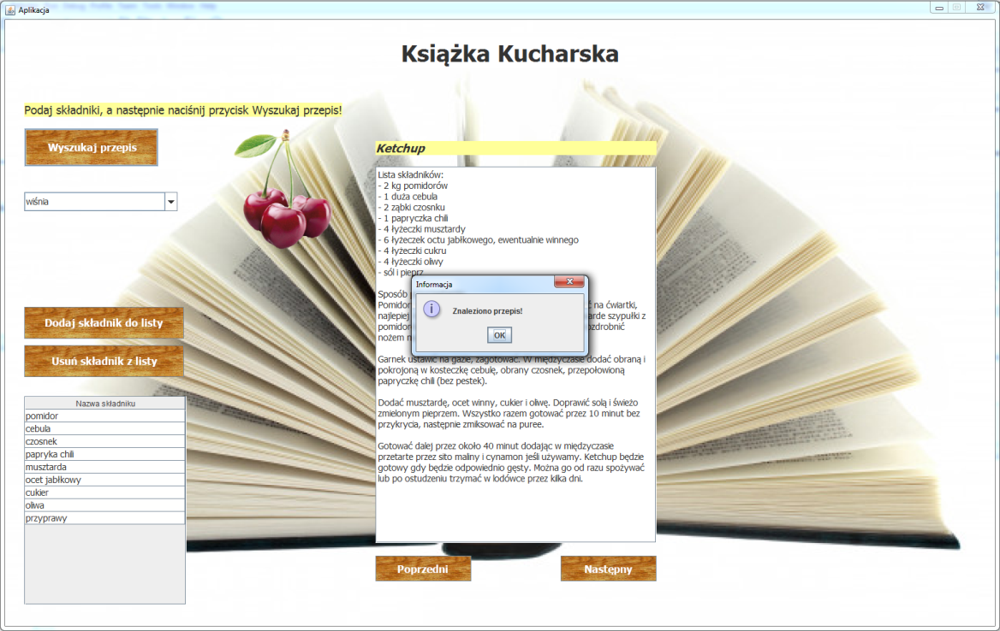 Aplikacja
Książka Kucharska
Podaj składniki, a następnie naciśnij przycisk Wyszukaj przepis!
Wyszukaj przepis
wiśnia
Dodaj składnik do listy
Usuń składnik z listy
Nazwa składniku
pomidor
cebula
czosnek
papryka chili
musztarda
ocet jabłkowy
cukier
oliwa
przyprawy
Ketchup
Lista składników:
- 2 kg pomidorów
- 1 duża cebula
- 2 ząbki czosnku
- 1 papryczka chili
- 4 łyżeczki musztardy
- 6 łyżeczek octu jabłkowego, ewentualnie winnego
- 4 łyżeczki cukru
- 4 łyżeczki oliwy
- sól i pieprz
Sposób
Pomidor ć na ćwiartki,
najlepiej arde szypułki z
pomidor ozdrobnić
nożem
Garnek ustawić na gazie, zagotować. W międzyczasie dodać obraną i
pokrojoną w kosteczkę cebulę, obrany czosnek, przepołowioną
papryczkę chili (bez pestek).
Dodać musztardę, ocet winny, cukier i oliwę. Doprawić solą i świeżo
zmielonym pieprzem. Wszystko razem gotować przez 10 minut bez
przykrycia, następnie zmiksować na puree.
Gotować dalej przez około 40 minut dodając w międzyczasie
przetarte przez sito maliny i cynamon jeśli używamy. Ketchup będzie
gotowy gdy będzie odpowiednio gęsty. Można go od razu spożywać
lub po ostudzeniu trzymać w lodówce przez kilka dni.
Informacja
Znaleziono przepis!
OK
Poprzedni
Następny